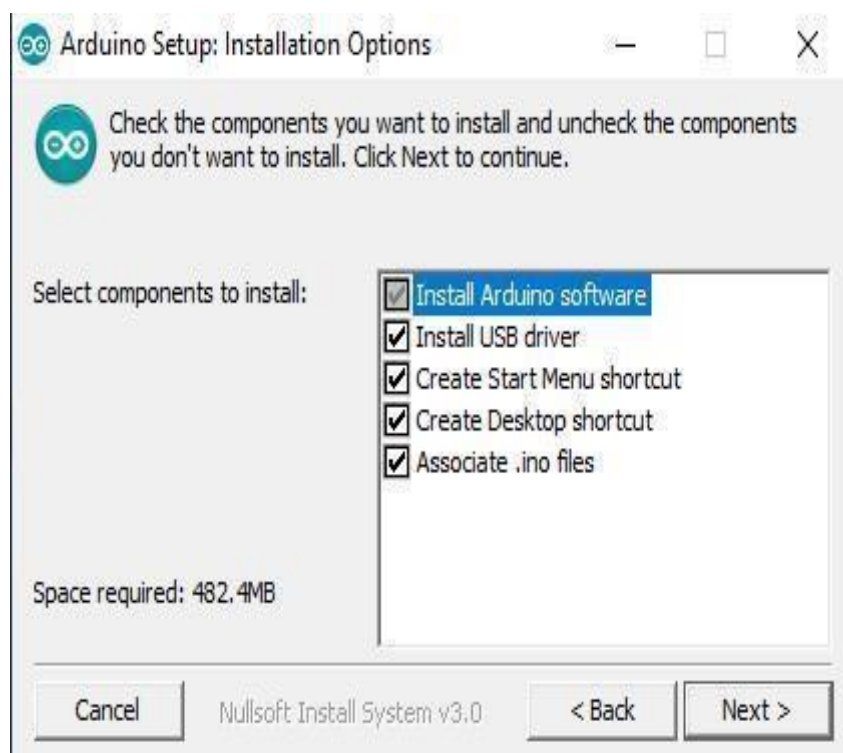 Arduino Setup: Installation Options
Check the components you want to install and uncheck the components
you don't want to install. Click Next to continue.
Select components to install:
Install Arduino software
Install USB driver
Create Start Menu shortcut
Create Desktop shortcut
Associate .ino files
Space required: 482.4MB
Cancel
Nullsoft Install System v3.0
< Back
Next >